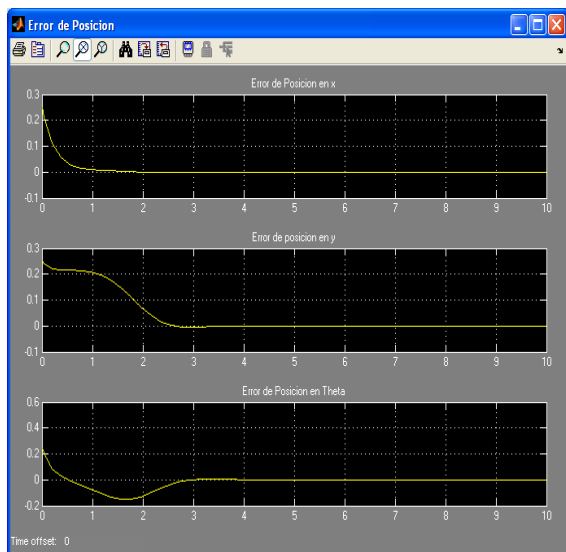 Error de Posicion
Error de Posicion en x
0.3
0.2
0.1
0
-0.1
0 1 2 3 4 5 6 7 8 9 10
Error de posicion en y
0.3
0.2
0.1
0
-0.1
0 1 2 3 4 5 6 7 8 9 10
Error de Posicion en Theta
0.6
0.4
0.2
0
-0.2
0 1 2 3 4 5 6 7 8 9 10
Time offset: 0